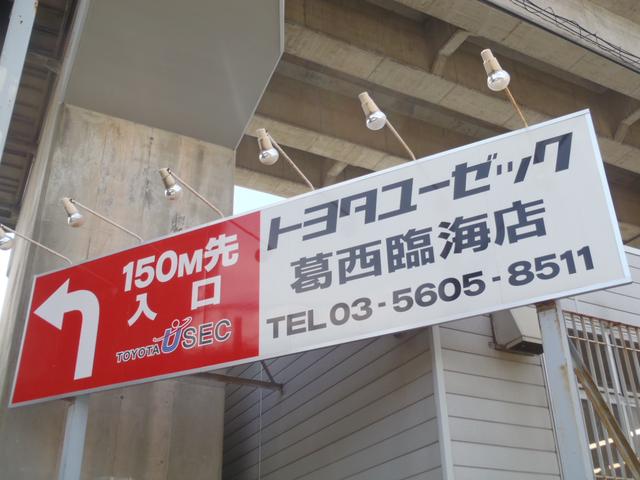 150M先
入口
TOYOTA U SEC
トヨタユーゼック
葛西臨海店
TEL 03-5605-8511